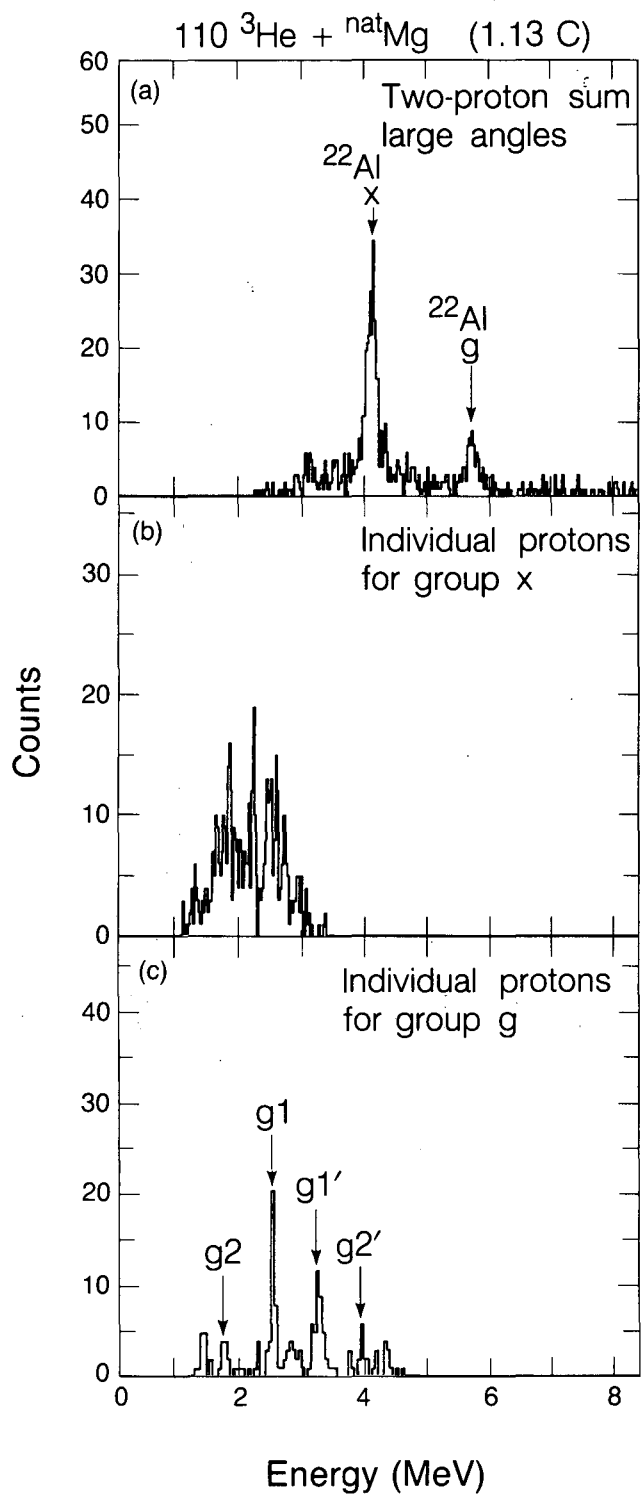 110 ³He + ⁿᵃᵗMg (1.13 C)
60
(a)
Two-proton sum
large angles
50
²²Al
x
40
30
²²Al
g
20
10
0
(b)
Individual protons
for group x
30
20
10
0
(c)
Individual protons
for group g
40
30
g1
20
g1′
g2
g2′
10
0
0 2 4 6 8
Counts
Energy (MeV)